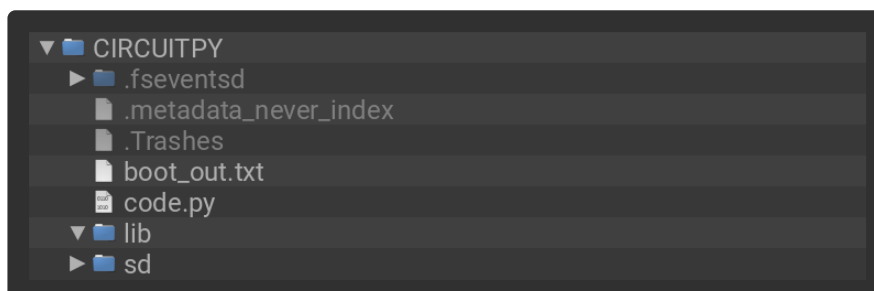 CIRCUITPY
.fseventsd
.metadata_never_index
.Trashes
boot_out.txt
code.py
lib
sd